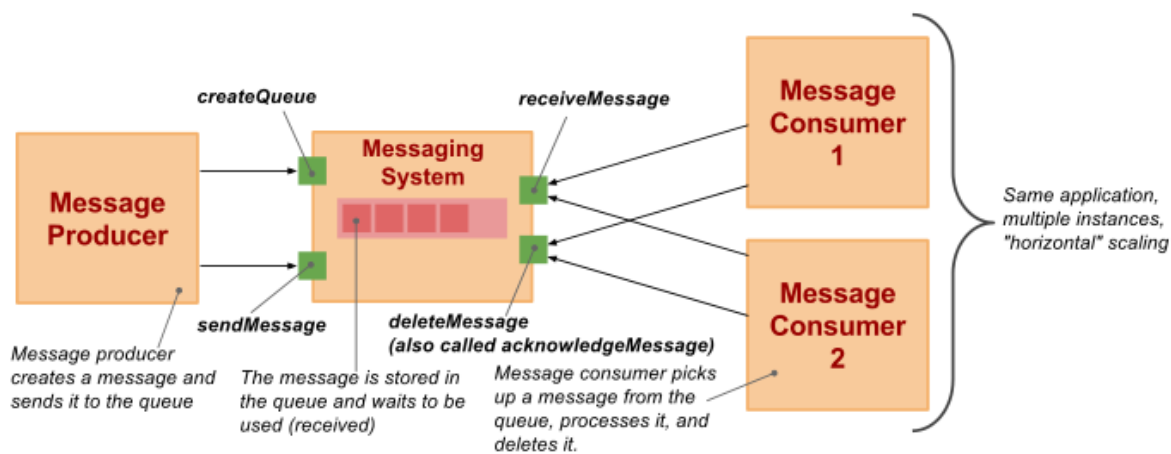 createQueue
receiveMessage
Message
Producer
Messaging
System
Message
Consumer
1
Same application,
multiple instances,
"horizontal" scaling
Message
Consumer
2
sendMessage
deleteMessage
(also called acknowledgeMessage)
Message producer
creates a message and
sends it to the queue
The message is stored in
the queue and waits to be
used (received)
Message consumer picks
up a message from the
queue, processes it, and
deletes it.